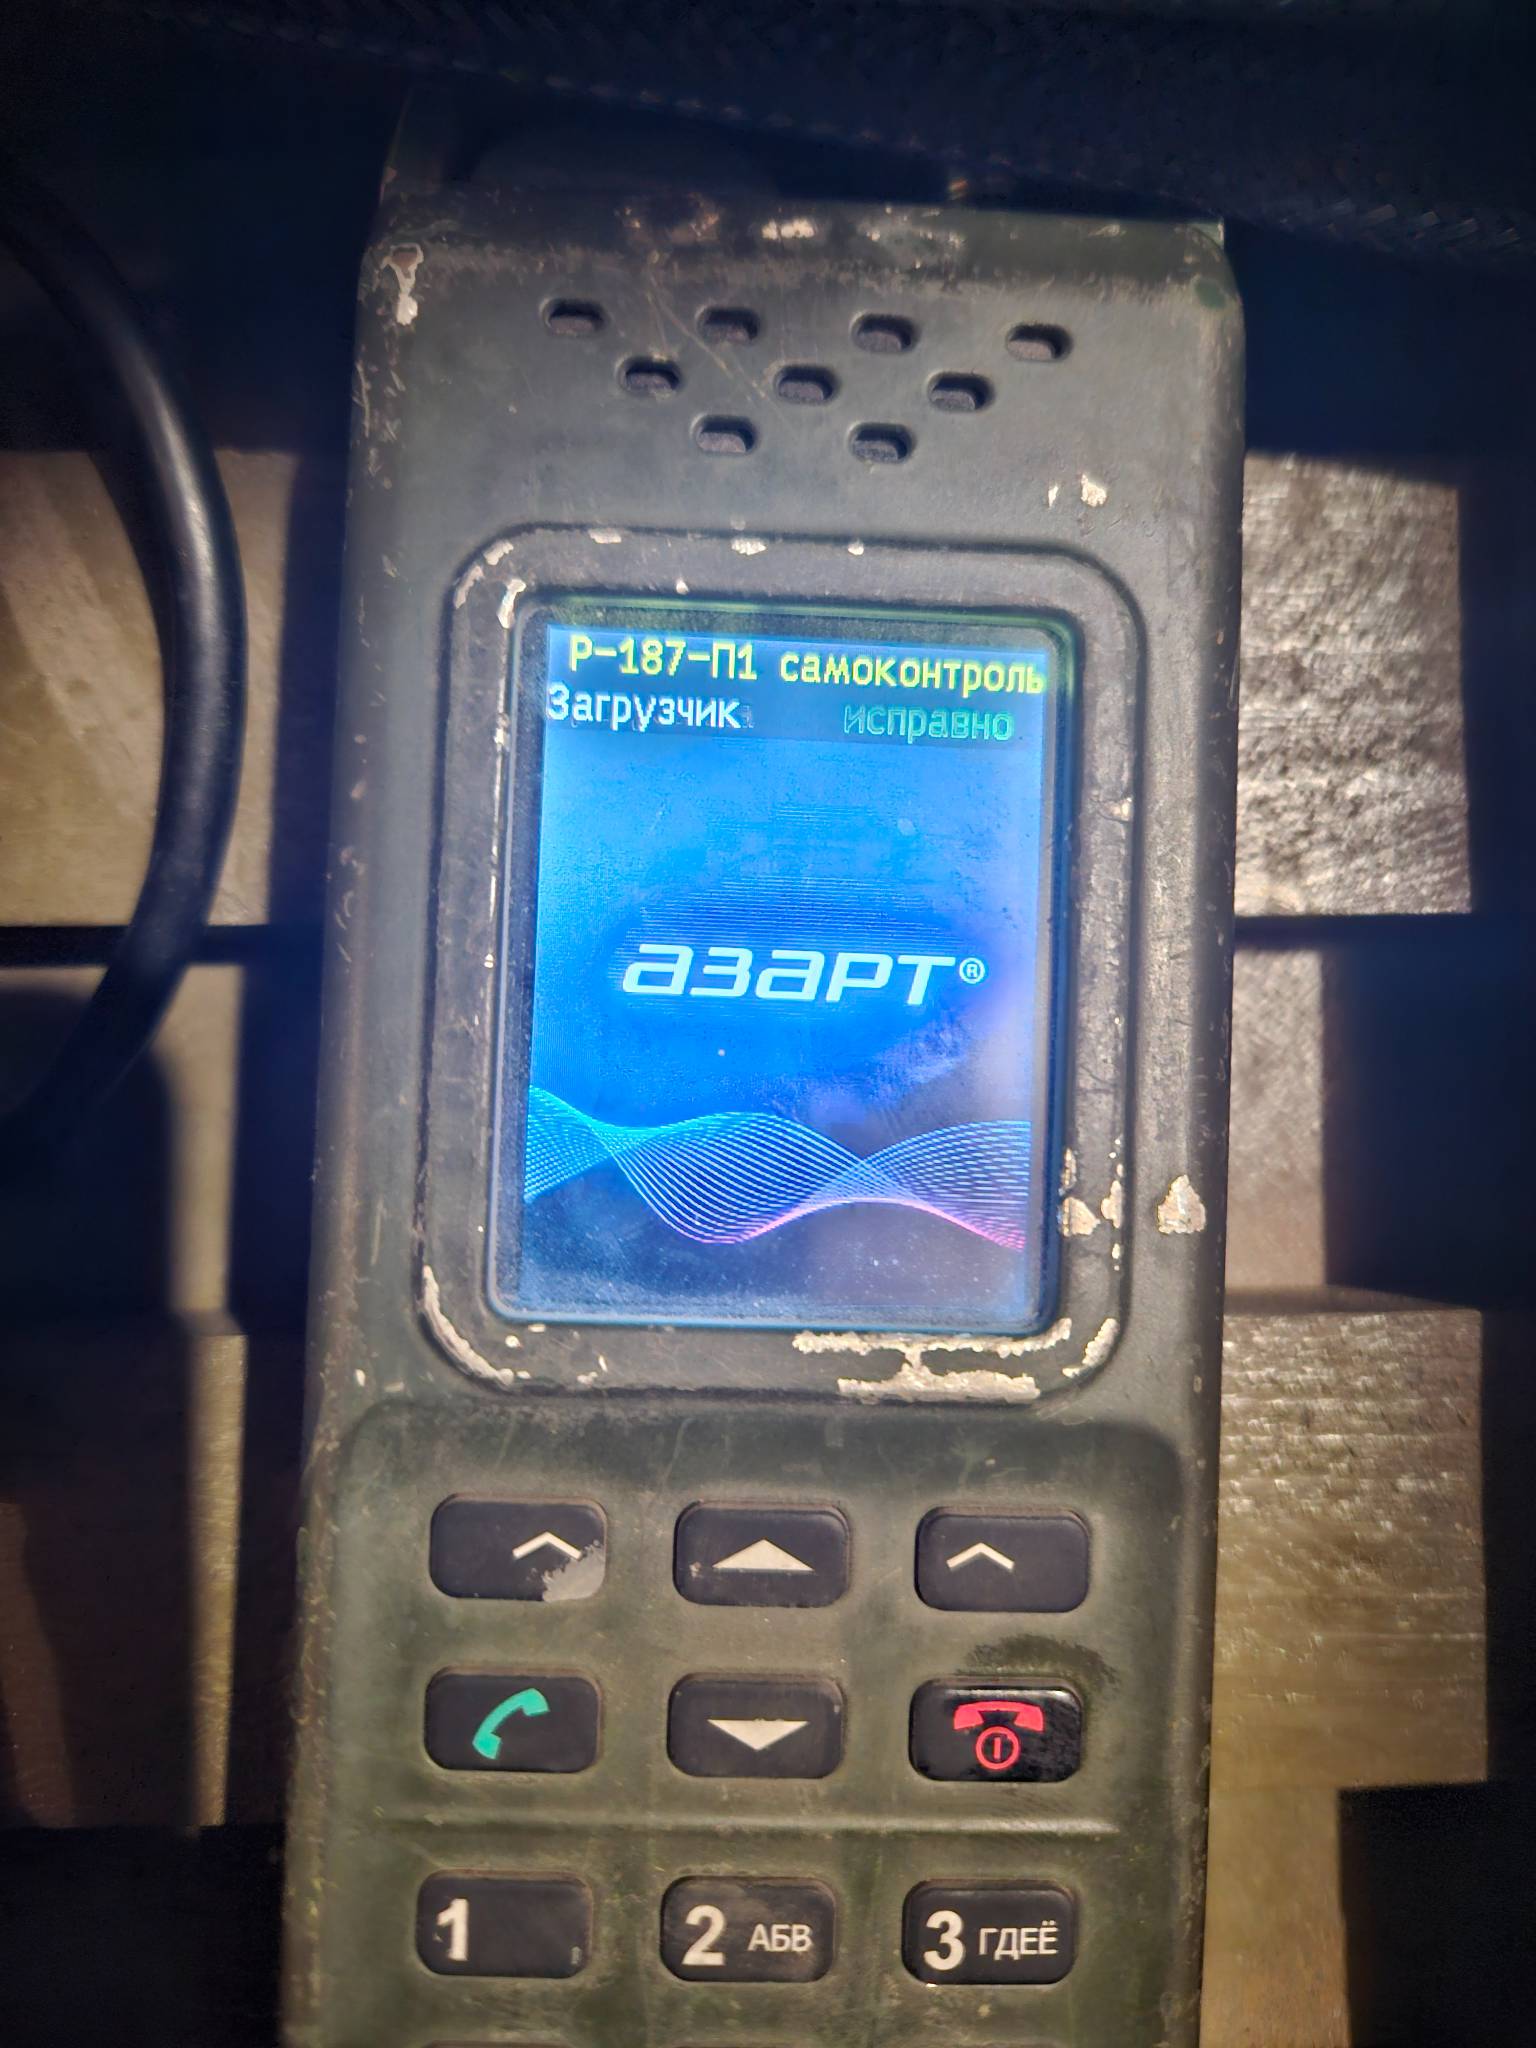 Р-187-П1 самоконтроль
Загрузчик исправно
азарт®
1
2 АБВ
3 ГДЕЁ